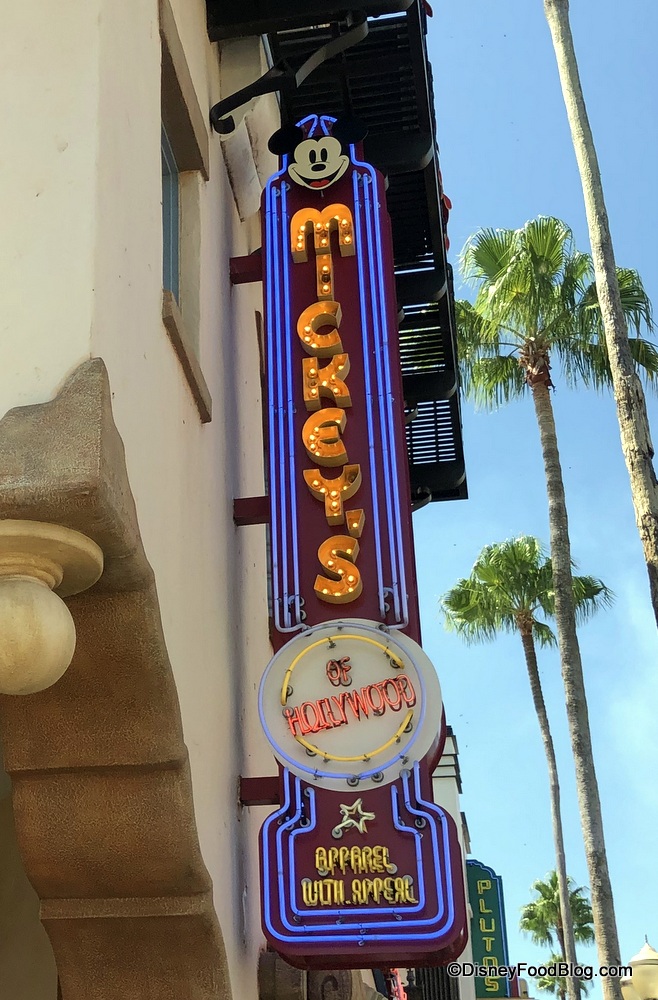 MICKEY'S
OF
HOLLYWOOD
APPAREL
WITH APPEAL
PLUTO'S
©DisneyFoodBlog.com